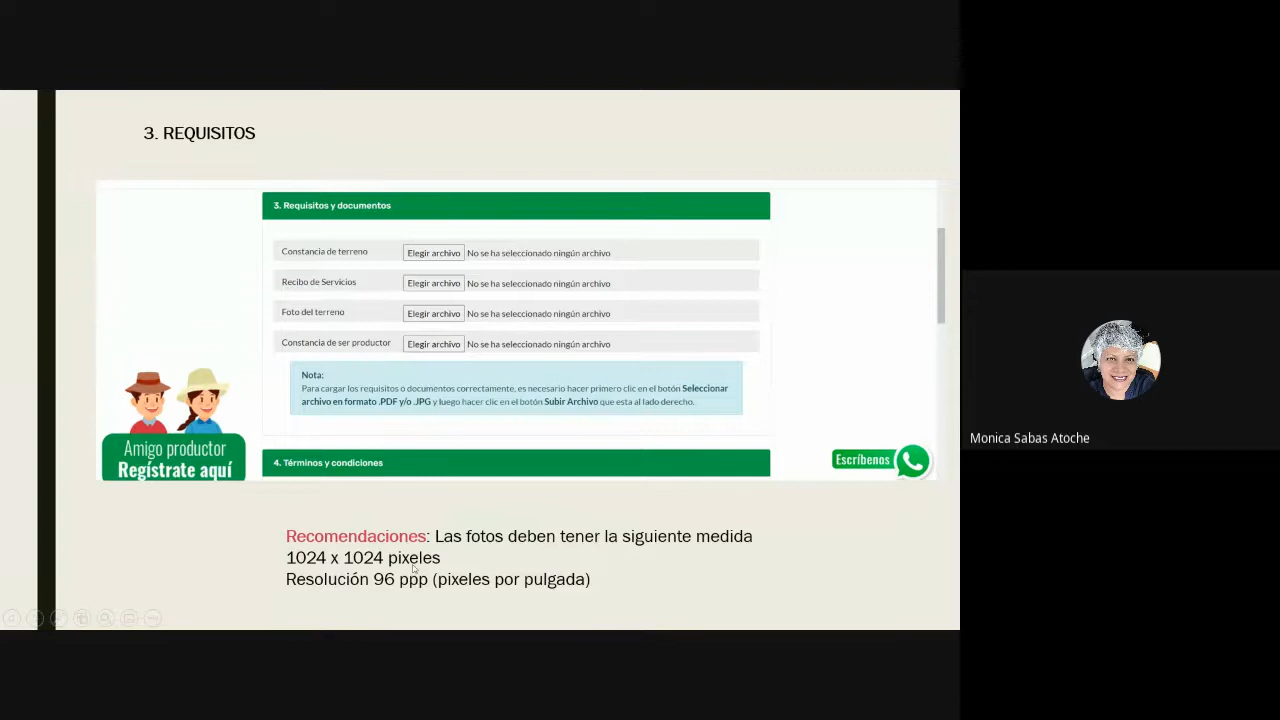 3. REQUISITOS
3. Requisitos y documentos
Constancia de terreno Elegir archivo No se ha seleccionado ningún archivo
Recibo de Servicios Elegir archivo No se ha seleccionado ningún archivo
Foto del terreno Elegir archivo No se ha seleccionado ningún archivo
Constancia de ser productor Elegir archivo No se ha seleccionado ningún archivo
Nota:
Para cargar los requisitos o documentos correctamente, es necesario hacer primero clic en el botón Seleccionar
archivo en formato .PDF y/o .JPG y luego hacer clic en el botón Subir Archivo que esta al lado derecho.
Amigo productor
Regístrate aquí
4. Términos y condiciones
Escríbenos
Recomendaciones: Las fotos deben tener la siguiente medida
1024 x 1024 pixeles
Resolución 96 ppp (pixeles por pulgada)
Monica Sabas Atoche